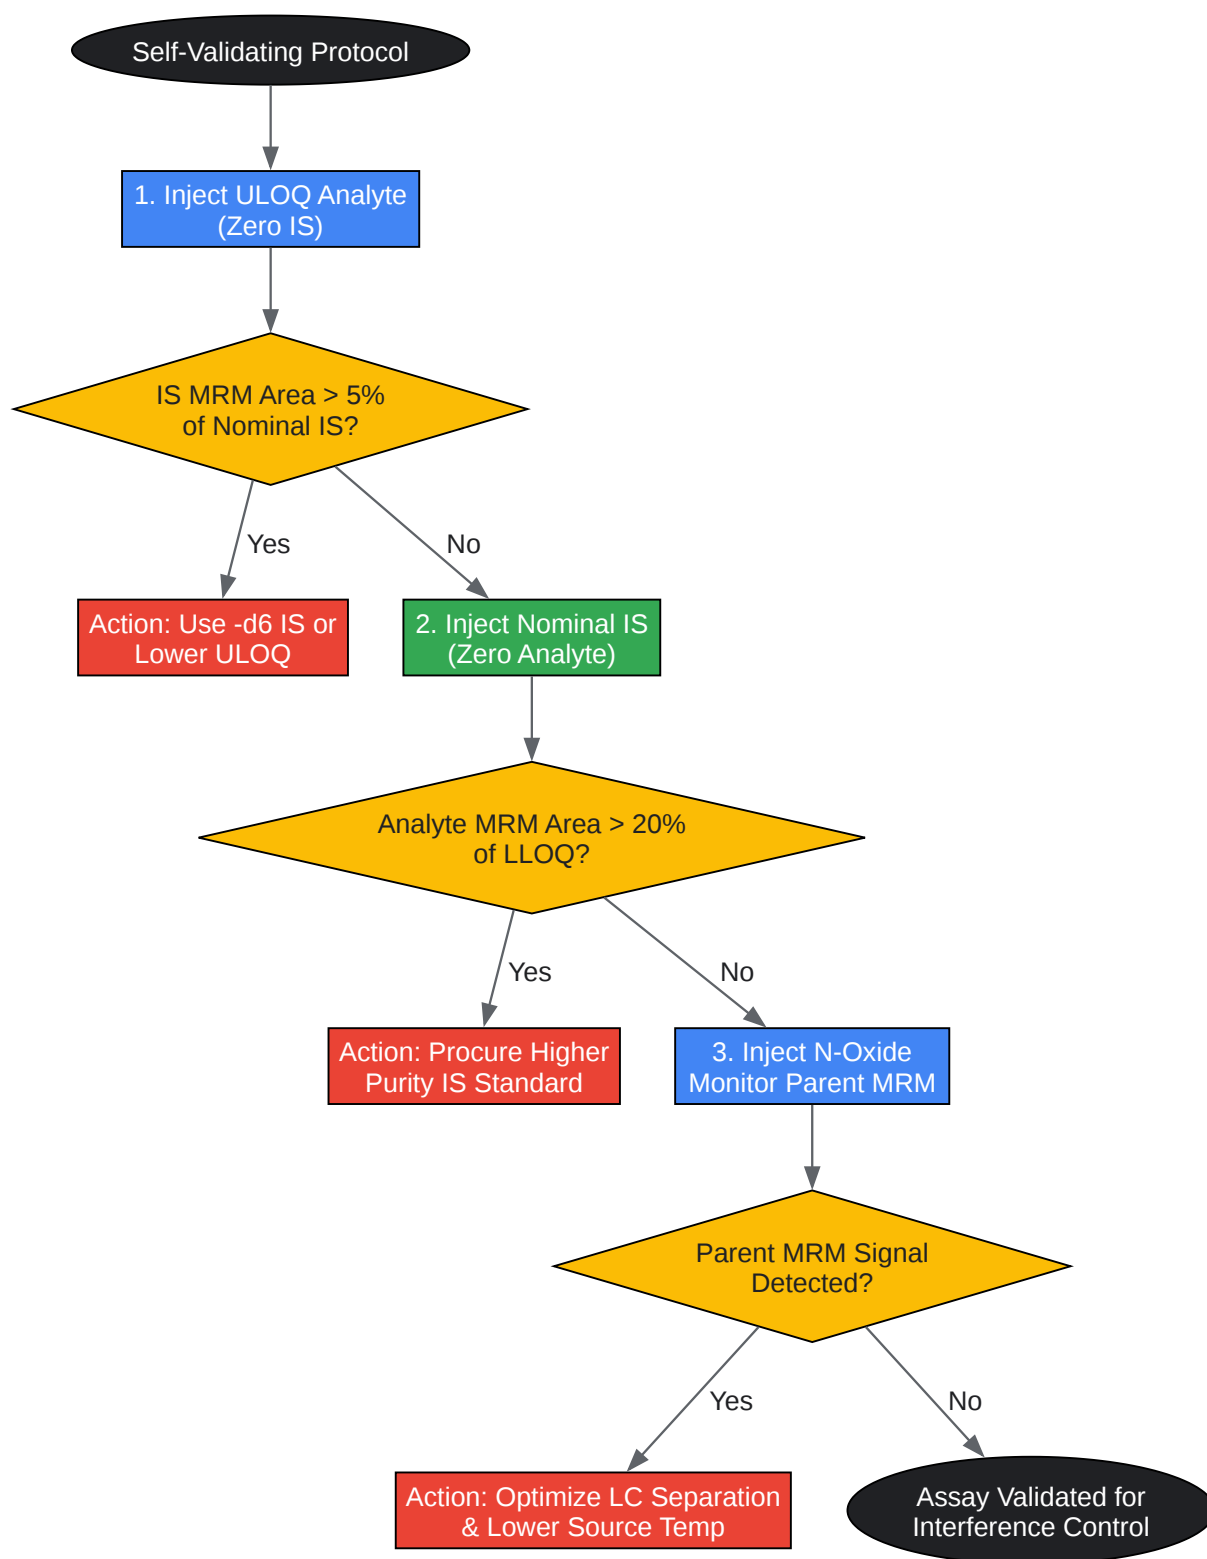 Self-Validating Protocol
1. Inject ULOQ Analyte
(Zero IS)
IS MRM Area > 5%
of Nominal IS?
Yes
No
Action: Use -d6 IS or
Lower ULOQ
2. Inject Nominal IS
(Zero Analyte)
Analyte MRM Area > 20%
of LLOQ?
Yes
No
Action: Procure Higher
Purity IS Standard
3. Inject N-Oxide
Monitor Parent MRM
Parent MRM Signal
Detected?
Yes
No
Action: Optimize LC Separation
& Lower Source Temp
Assay Validated for
Interference Control